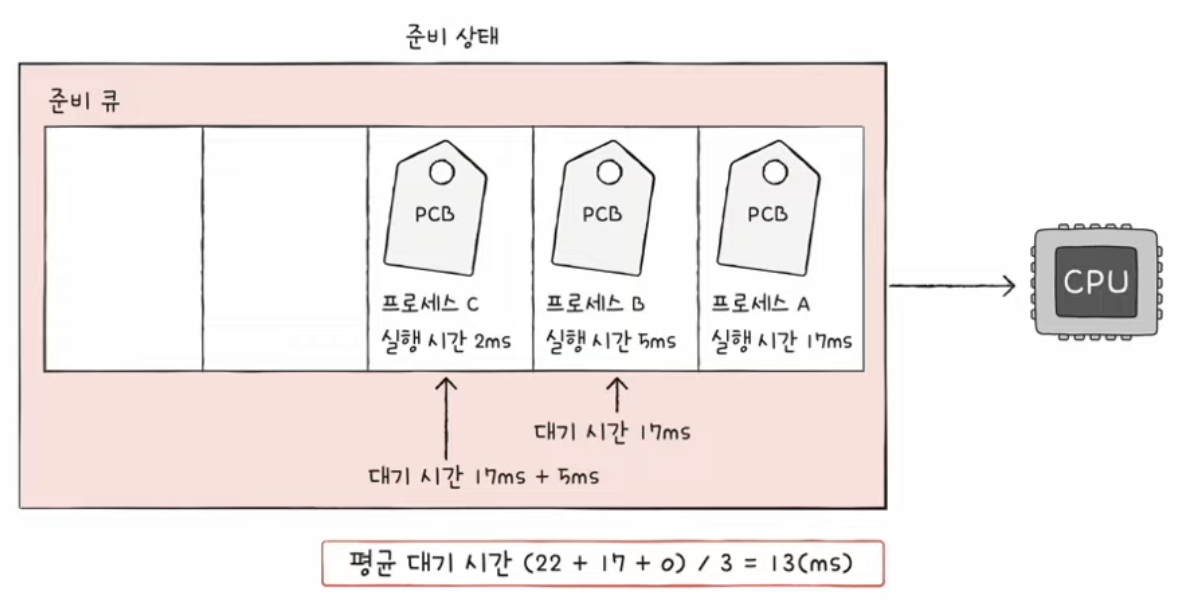 준비 상태
준비 큐
PCB
PCB
PCB
프로세스 C
프로세스 B
프로세스 A
실행 시간 2ms
실행 시간 5ms
실행 시간 17ms
CPU
대기 시간 17ms
대기 시간 17ms + 5ms
평균 대기 시간 (22 + 17 + 0) / 3 = 13(ms)